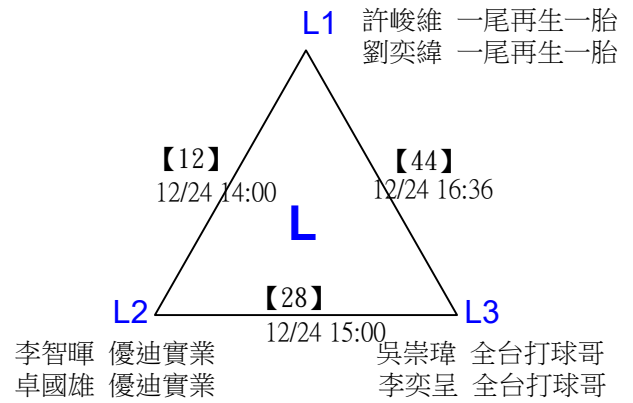 L1 許峻維 一尾再生一胎
劉奕緯 一尾再生一胎
【12】
12/24 14:00
【44】
12/24 16:36
L
【28】
12/24 15:00
L2
李智暉 優迪實業
卓國雄 優迪實業
L3
吳崇瑋 全台打球哥
李奕呈 全台打球哥